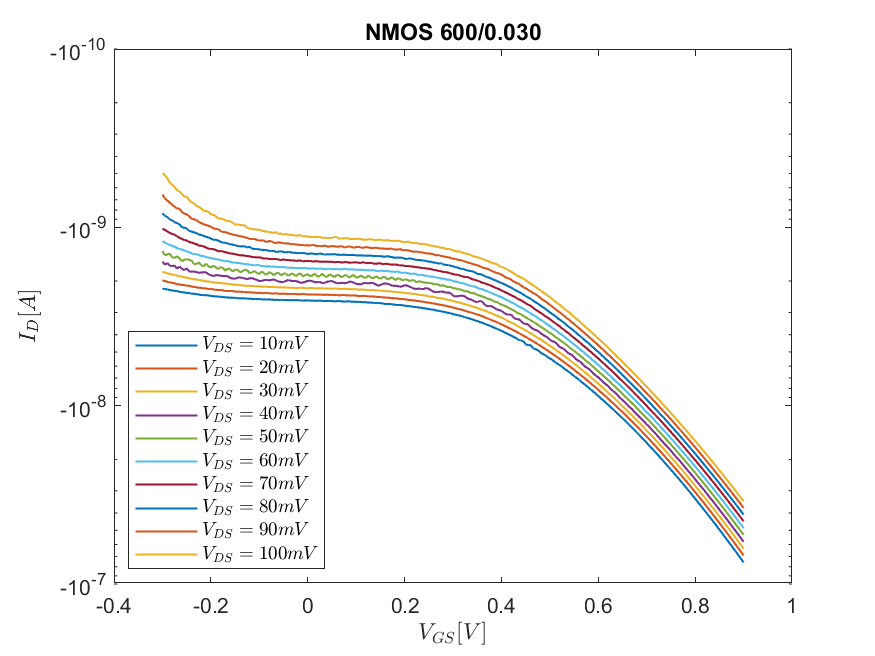 NMOS 600/0.030
-10^-10
-10^-9
-10^-8
-10^-7
I_D[A]
V_DS = 10mV
V_DS = 20mV
V_DS = 30mV
V_DS = 40mV
V_DS = 50mV
V_DS = 60mV
V_DS = 70mV
V_DS = 80mV
V_DS = 90mV
V_DS = 100mV
-0.4 -0.2 0 0.2 0.4 0.6 0.8 1
V_GS[V]